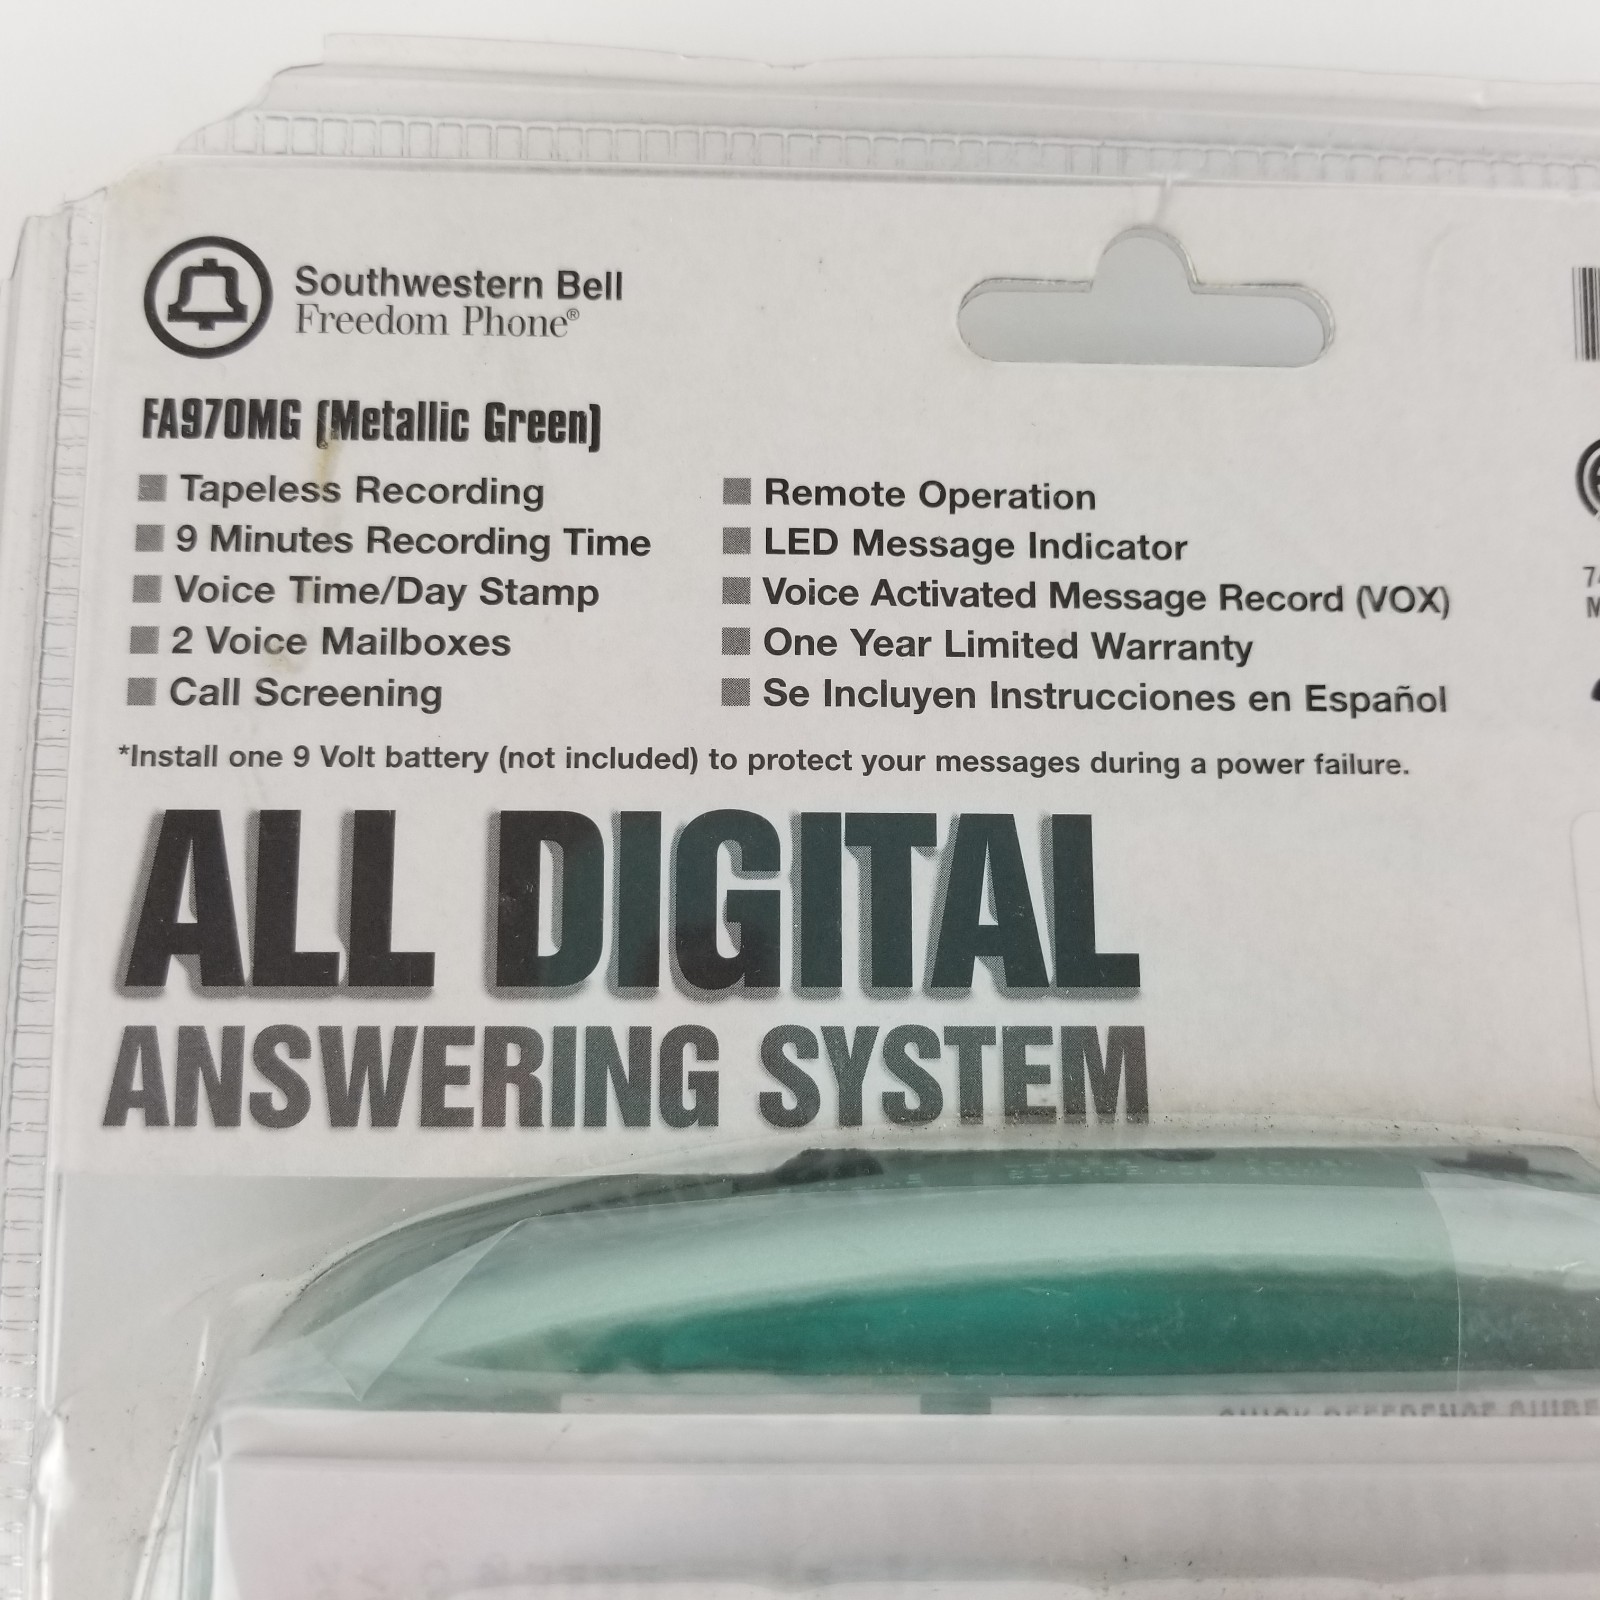 Southwestern Bell
Freedom Phone®
FA970MG (Metallic Green)
■ Tapeless Recording
■ 9 Minutes Recording Time
■ Voice Time/Day Stamp
■ 2 Voice Mailboxes
■ Call Screening
■ Remote Operation
■ LED Message Indicator
■ Voice Activated Message Record (VOX)
■ One Year Limited Warranty
■ Se Incluyen Instrucciones en Español
*Install one 9 Volt battery (not included) to protect your messages during a power failure.
ALL DIGITAL
ANSWERING SYSTEM
QUICK REFERENCE GUIDE